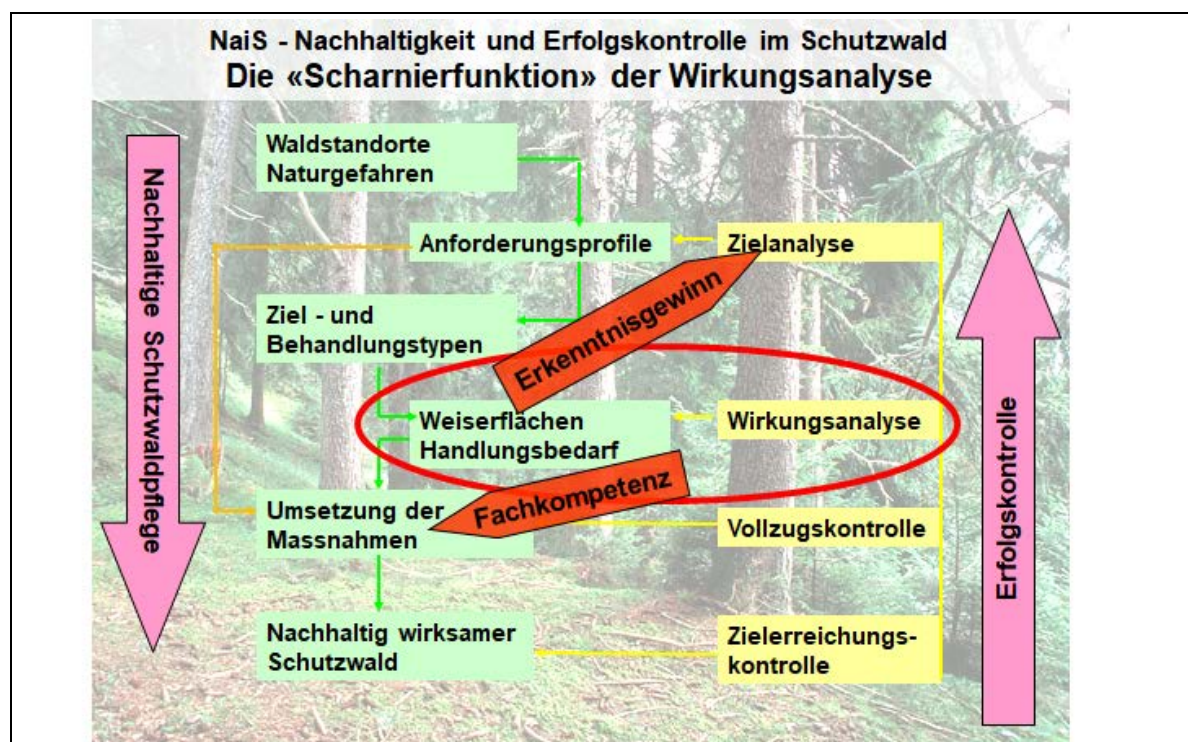 NaiS - Nachhaltigkeit und Erfolgskontrolle im Schutzwald
Die «Scharnierfunktion» der Wirkungsanalyse
Nachhaltige Schutzwaldpflege
Waldstandorte
Naturgefahren
Anforderungsprofile
Zielanalyse
Ziel - und
Behandlungstypen
Erkenntnisgewinn
Weiserflächen
Handlungsbedarf
Wirkungsanalyse
Fachkompetenz
Umsetzung der
Massnahmen
Vollzugskontrolle
Nachhaltig wirksamer
Schutzwald
Zielerreichungs-
kontrolle
Erfolgskontrolle